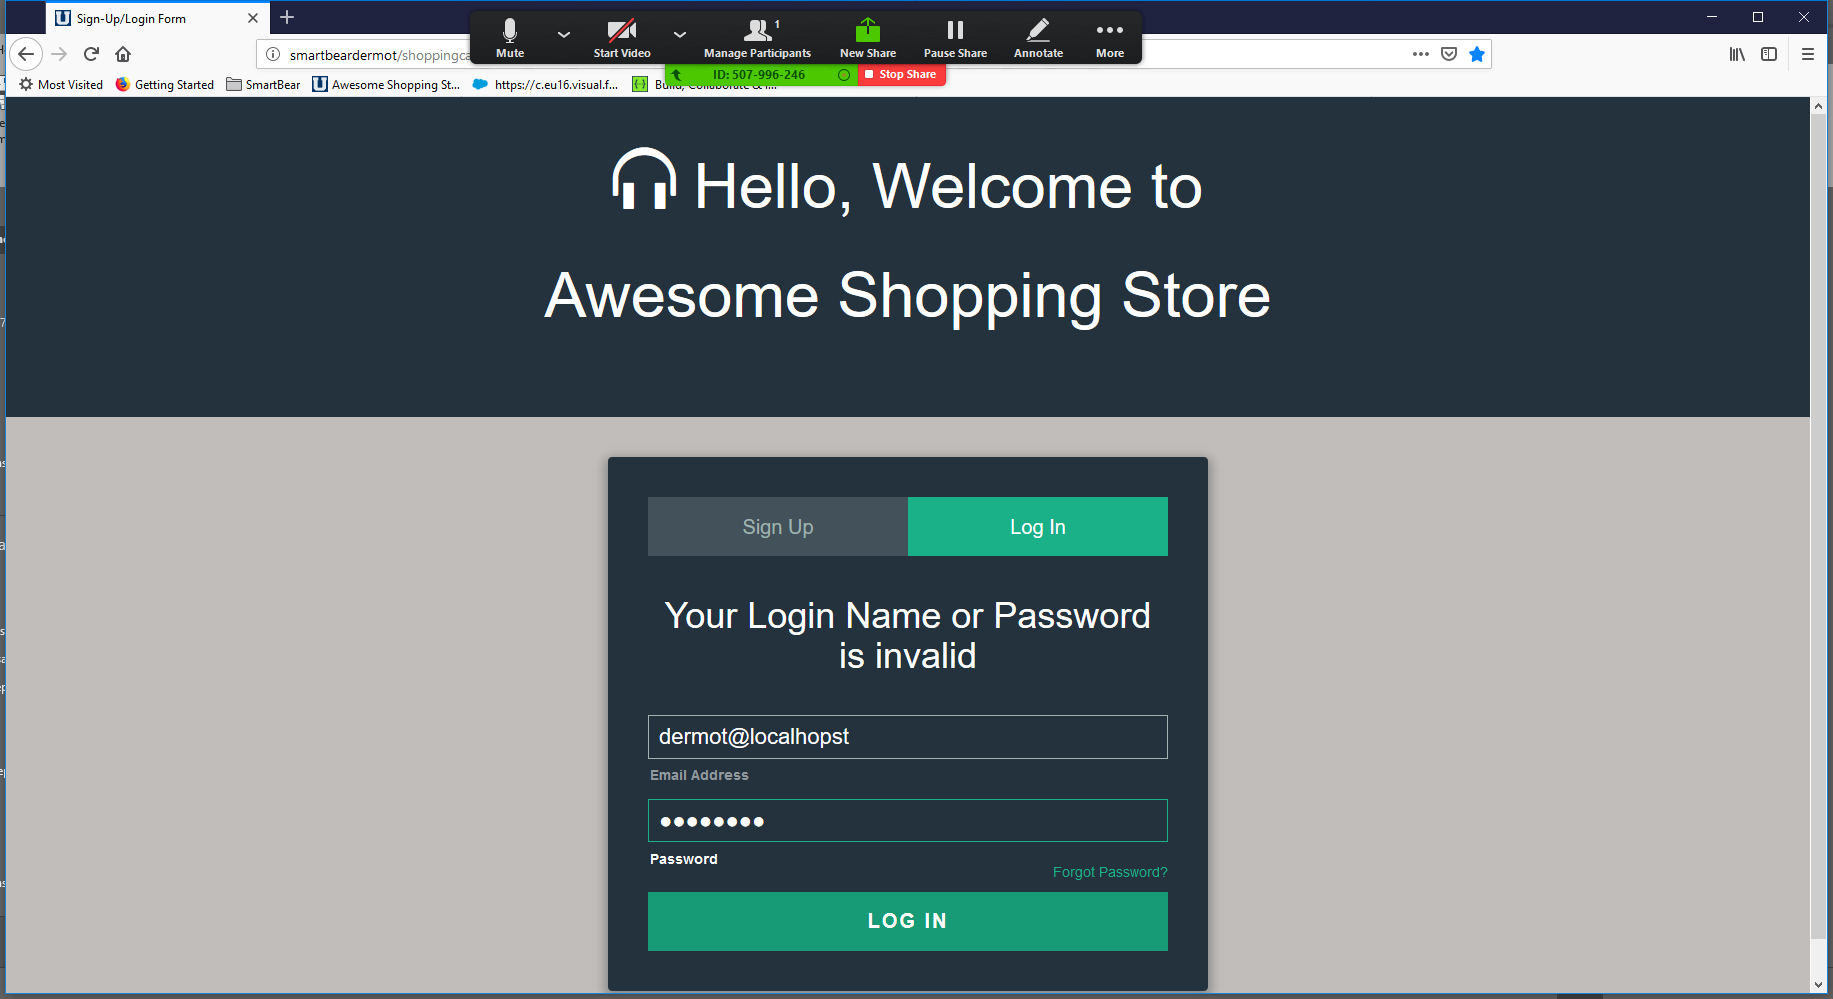 Sign-Up/Login Form
Mute
Start Video
Manage Participants
1
New Share
Pause Share
Annotate
More
smartbeardermot/shoppingca
ID: 507-996-246
Stop Share
Most Visited
Getting Started
SmartBear
Awesome Shopping St...
https://c.eu16.visual.f...
Hello, Welcome to
Awesome Shopping Store
Sign Up
Log In
Your Login Name or Password
is invalid
dermot@localhopst
Email Address
Password
Forgot Password?
LOG IN